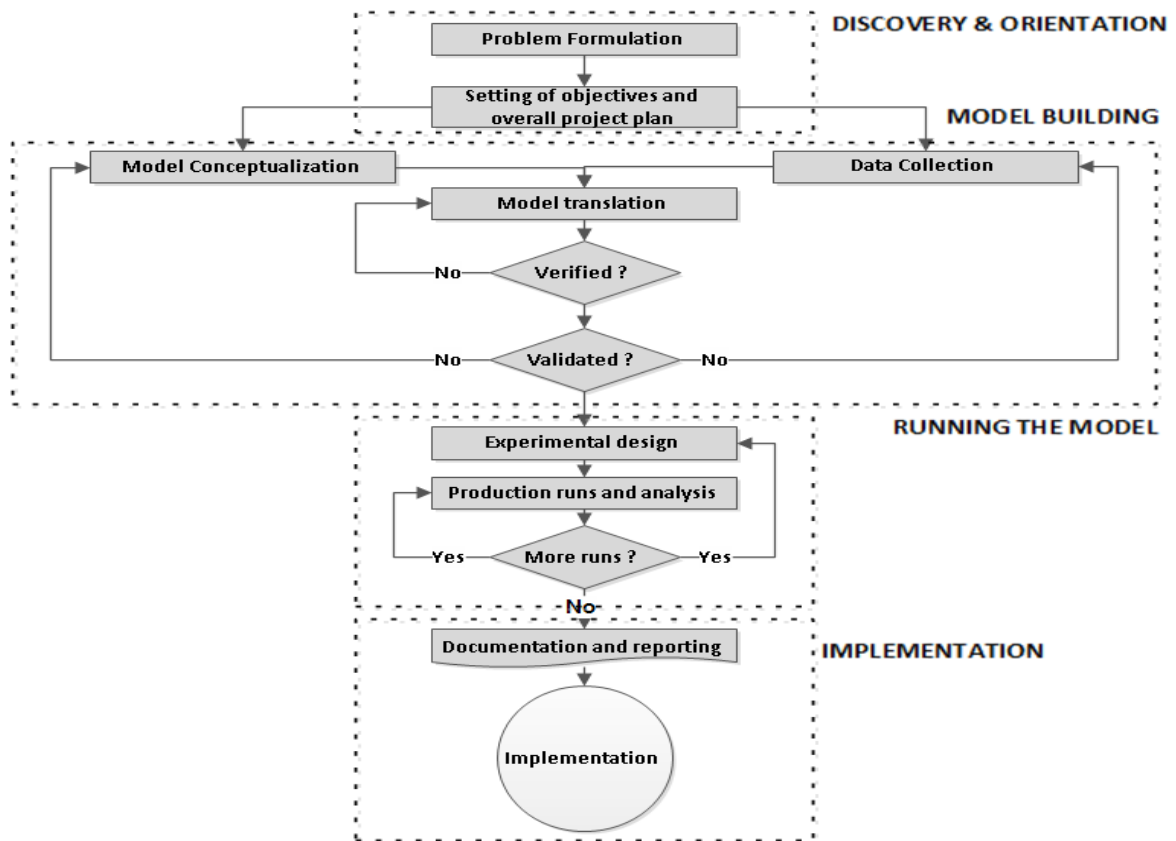 DISCOVERY & ORIENTATION
Problem Formulation
Setting of objectives and
overall project plan
MODEL BUILDING
Model Conceptualization
Data Collection
Model translation
No
Verified ?
No
Validated ?
No
RUNNING THE MODEL
Experimental design
Production runs and analysis
Yes
More runs ?
Yes
No
Documentation and reporting
IMPLEMENTATION
Implementation